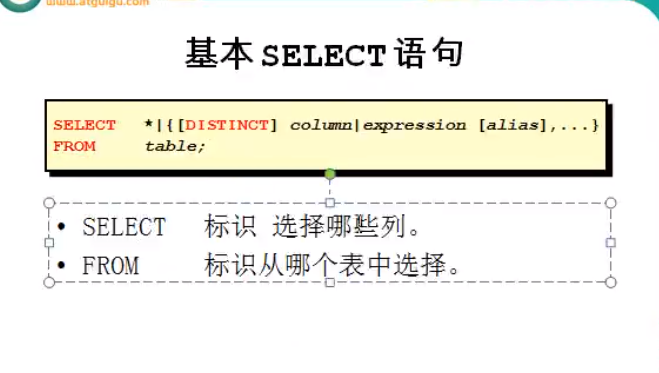 www.atguigu.com
基本SELECT语句
SELECT *|{[DISTINCT] column|expression [alias],...}
FROM table;
• SELECT 标识 选择哪些列。
• FROM 标识从哪个表中选择。